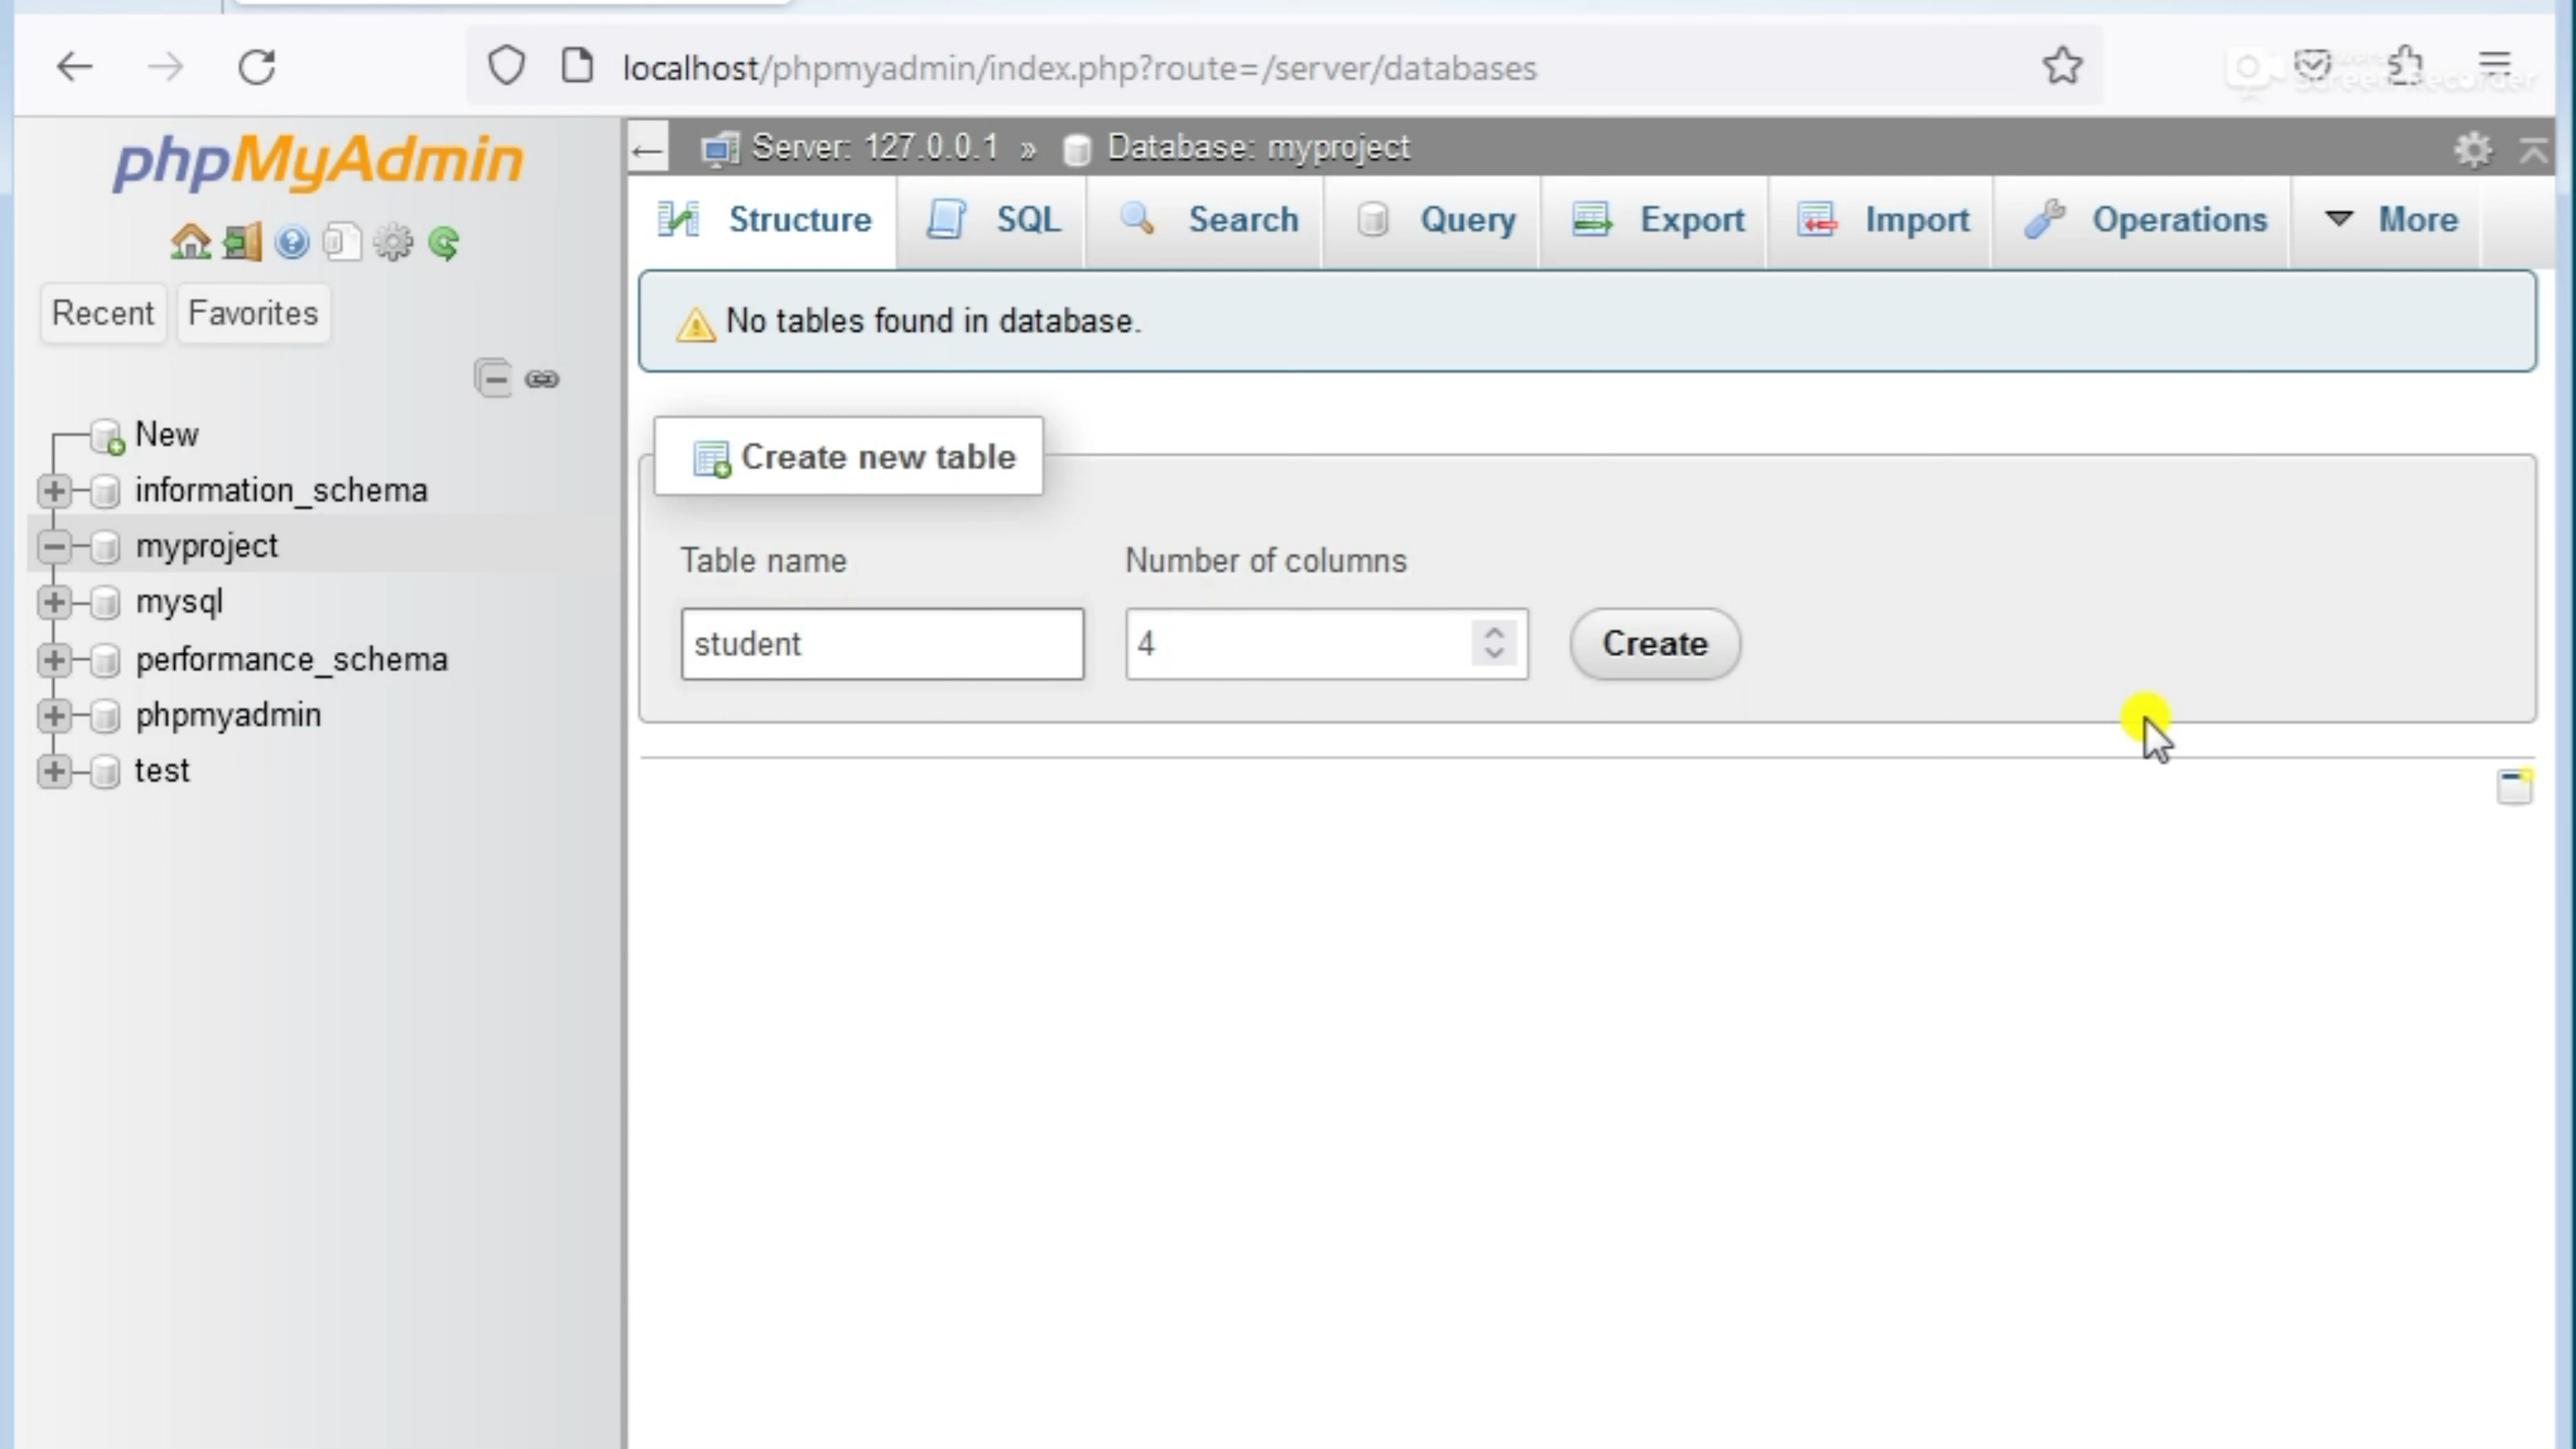 localhost/phpmyadmin/index.php?route=/server/databases
Screen Recorder
phpMyAdmin
Recent Favorites
New
information_schema
myproject
mysql
performance_schema
phpmyadmin
test
← Server: 127.0.0.1 » Database: myproject
Structure SQL Search Query Export Import Operations More
No tables found in database.
Create new table
Table name Number of columns
student 4 Create